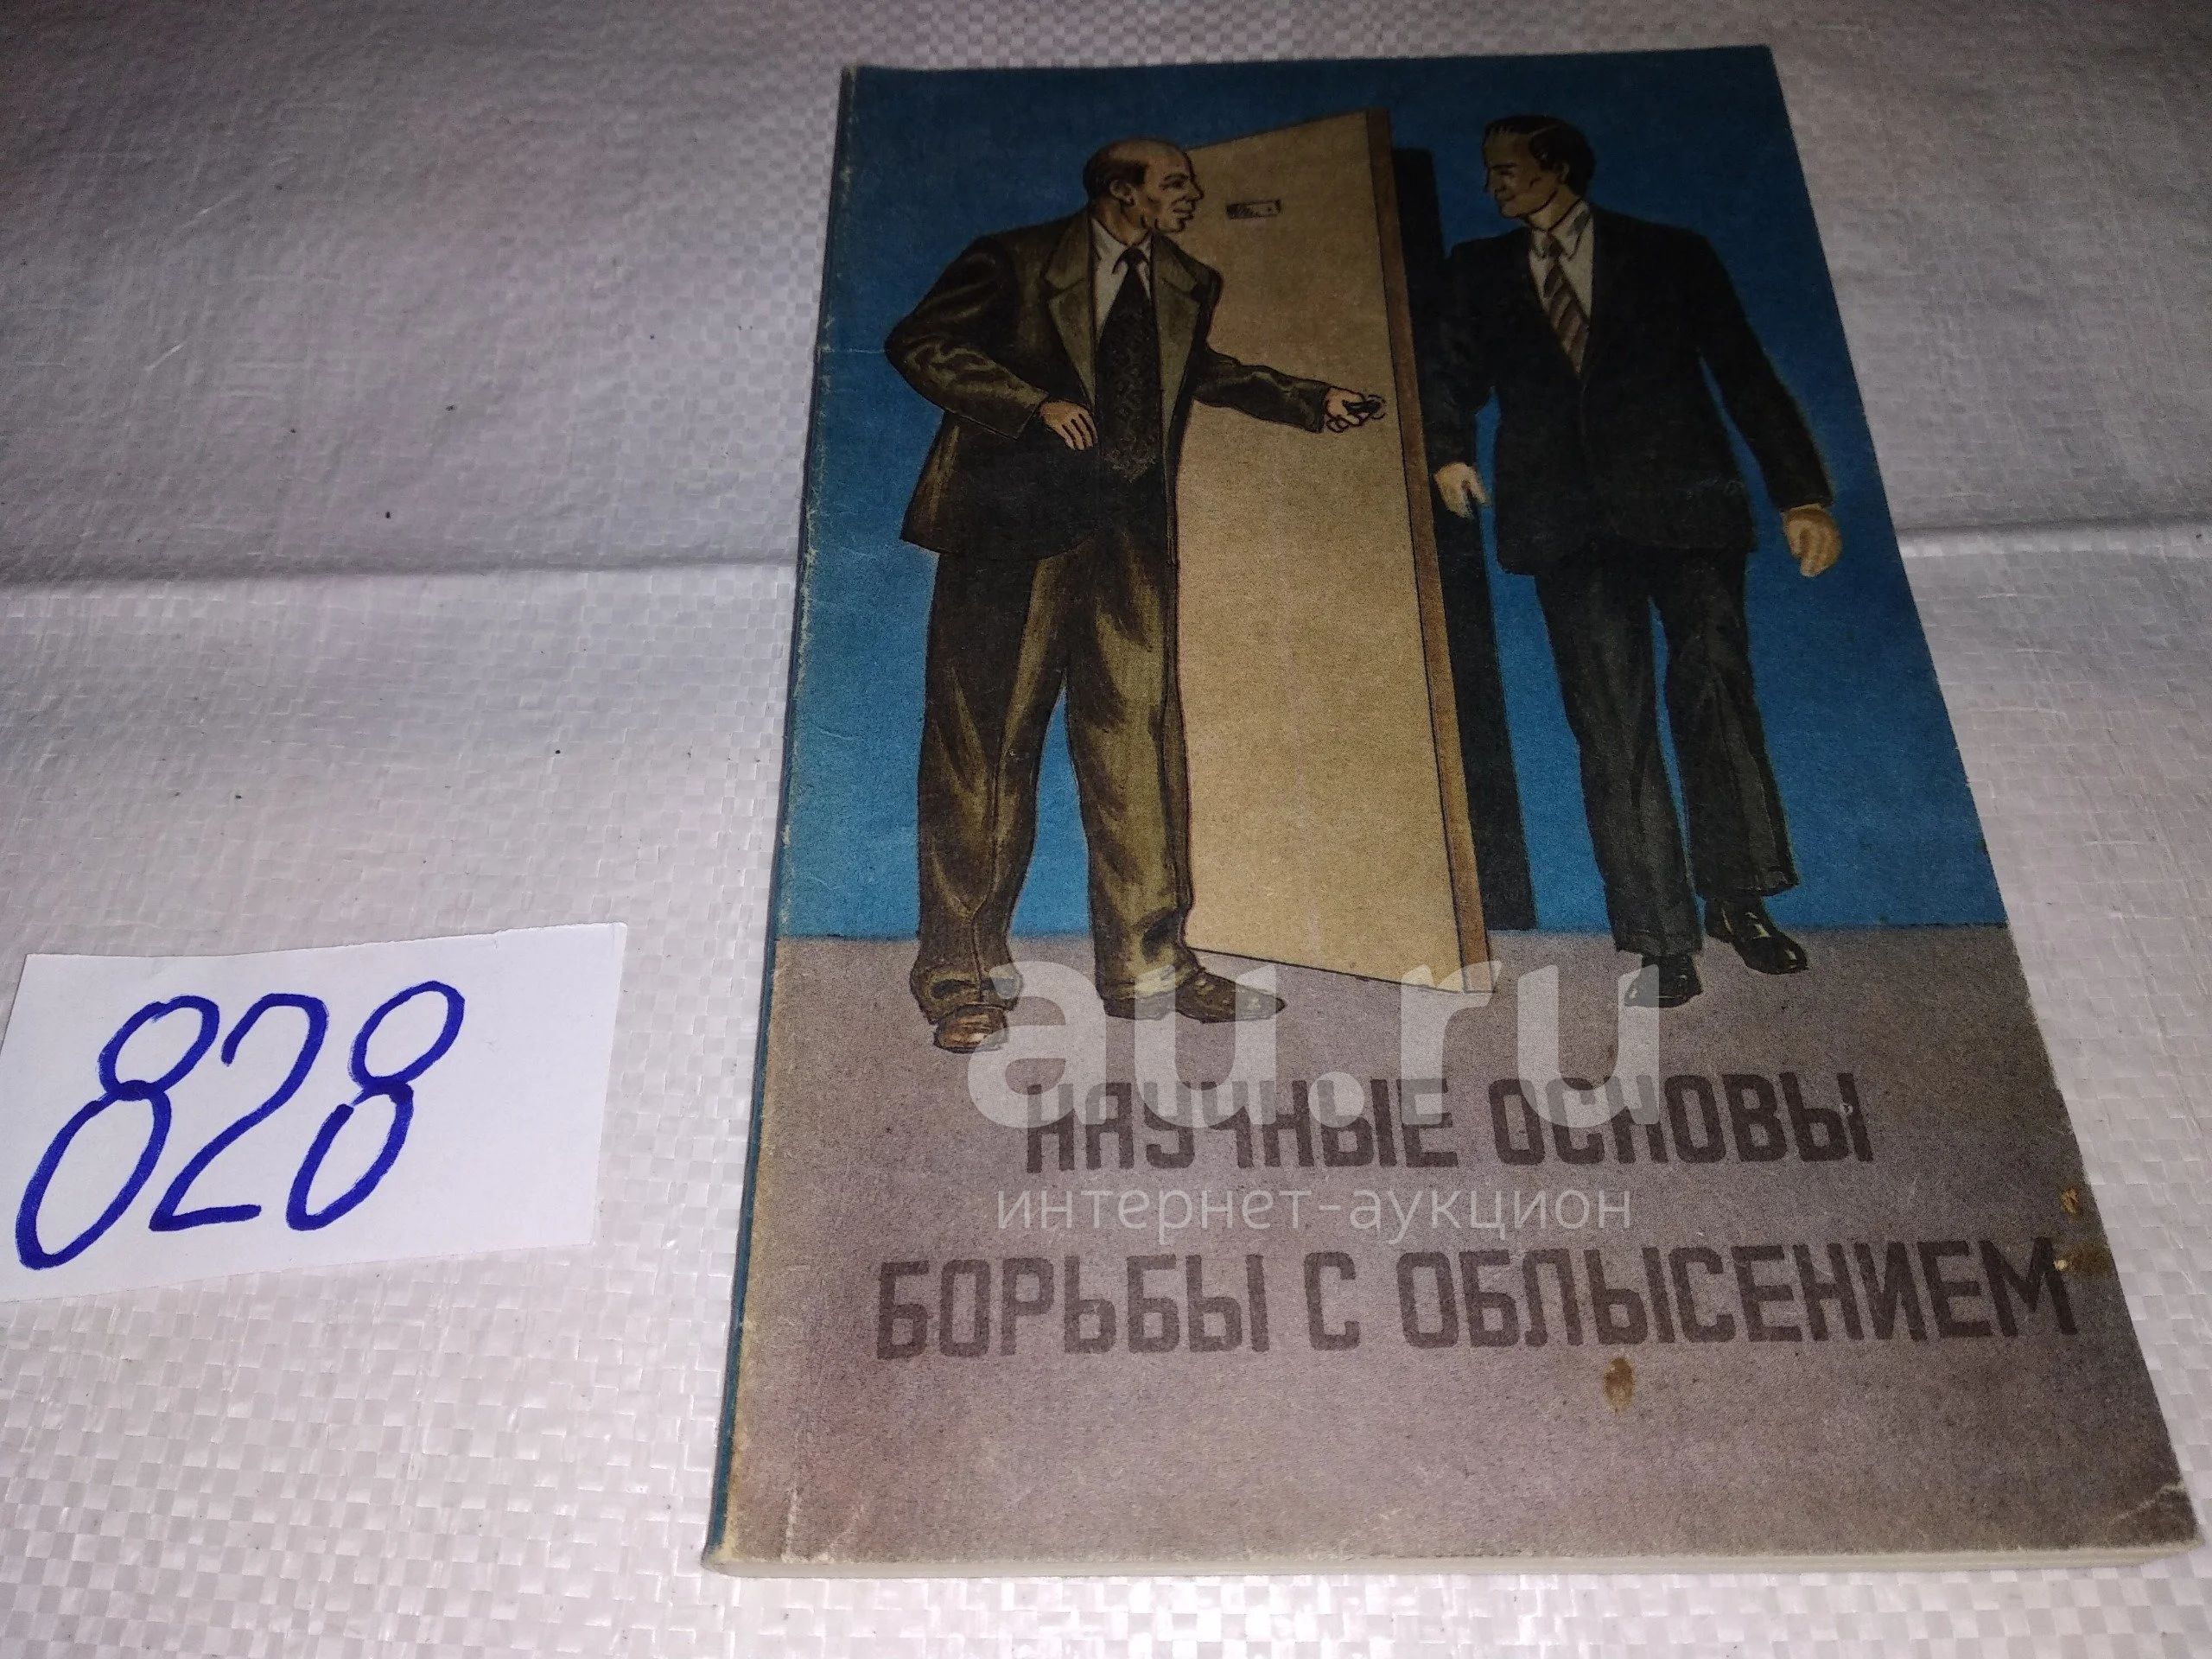 828
au.ru
НАУЧНЫЕ ОСНОВЫ
интернет-аукцион
БОРЬБЫ С ОБЛЫСЕНИЕМ